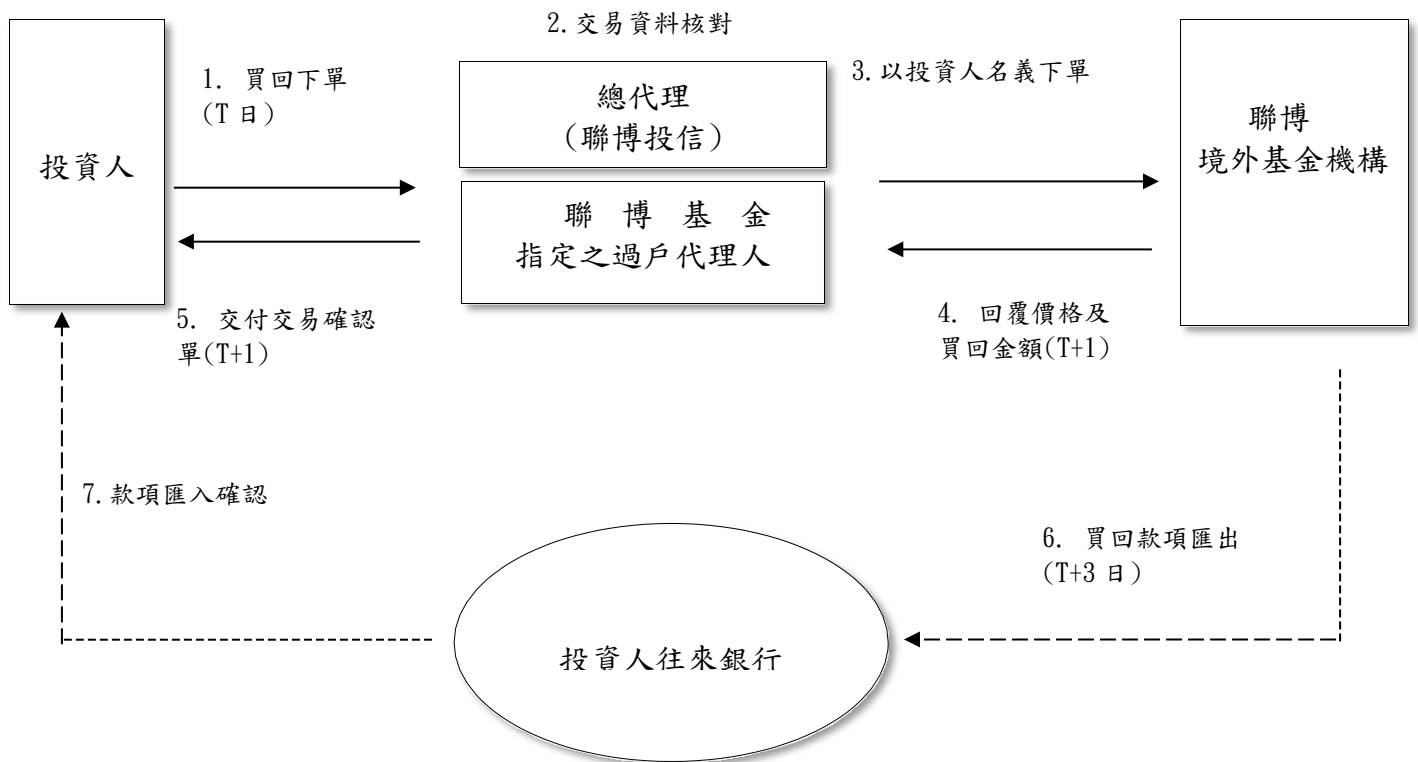 2.交易資料核對
1. 買回下單
(T 日)
3.以投資人名義下單
總代理
(聯博投信)
聯博
境外基金機構
投資人
聯 博 基 金
指定之過戶代理人
5. 交付交易確認
單(T+1)
4. 回覆價格及
買回金額(T+1)
7.款項匯入確認
6. 買回款項匯出
(T+3 日)
投資人往來銀行